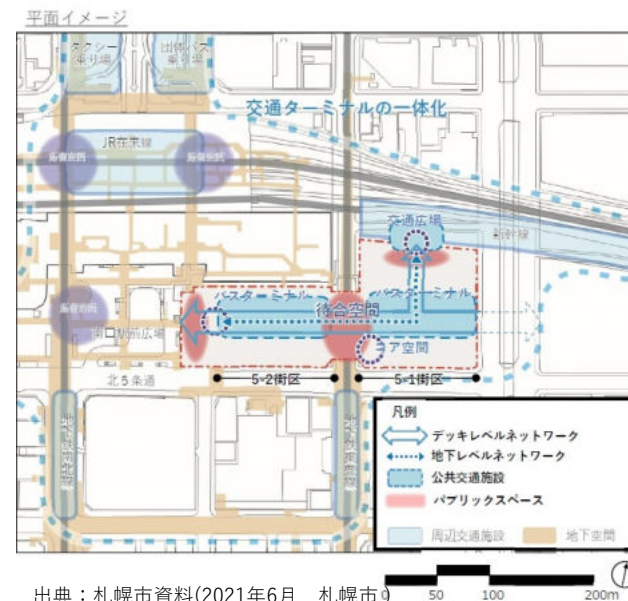 平面イメージ
タクシー
乗り場
団体バス
乗り場
交通ターミナルの一体化
JR在来線
交通広場
新幹線
バスターミナル
バスターミナル
待合空間
南口駅前広場
コア空間
北5条通
5-2街区
5-1街区
凡例
デッキレベルネットワーク
地下レベルネットワーク
公共交通施設
パブリックスペース
周辺交通施設
地下空間
出典：札幌市資料(2021年6月 札幌市)
0 50 100 200m